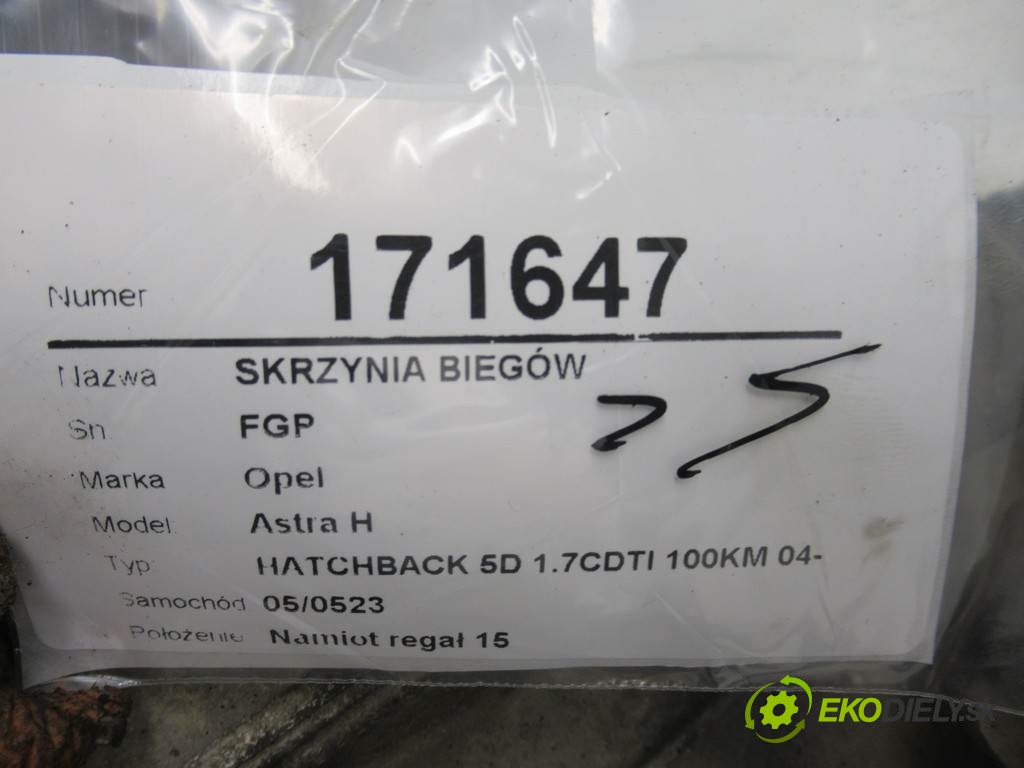 Numer 171647
Nazwa SKRZYNIA BIEGÓW
Sn FGP
Marka Opel
Model: Astra H
Typ: HATCHBACK 5D 1.7CDTI 100KM 04-
Samochód 05/0523
Położenie Namiot regał 15
EKODIELY.sk